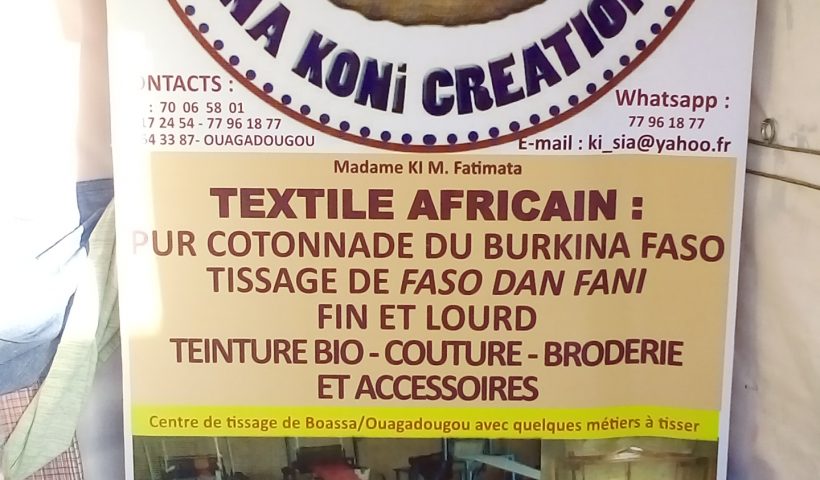 NA KONi CREATION
CONTACTS :
: 70 06 58 01
17 24 54 - 77 96 18 77
54 33 87- OUAGADOUGOU
Whatsapp :
77 96 18 77
E-mail : ki_sia@yahoo.fr
Madame KI M. Fatimata
TEXTILE AFRICAIN :
PUR COTONNADE DU BURKINA FASO
TISSAGE DE FASO DAN FANI
FIN ET LOURD
TEINTURE BIO - COUTURE - BRODERIE
ET ACCESSOIRES
Centre de tissage de Boassa/Ouagadougou avec quelques métiers à tisser